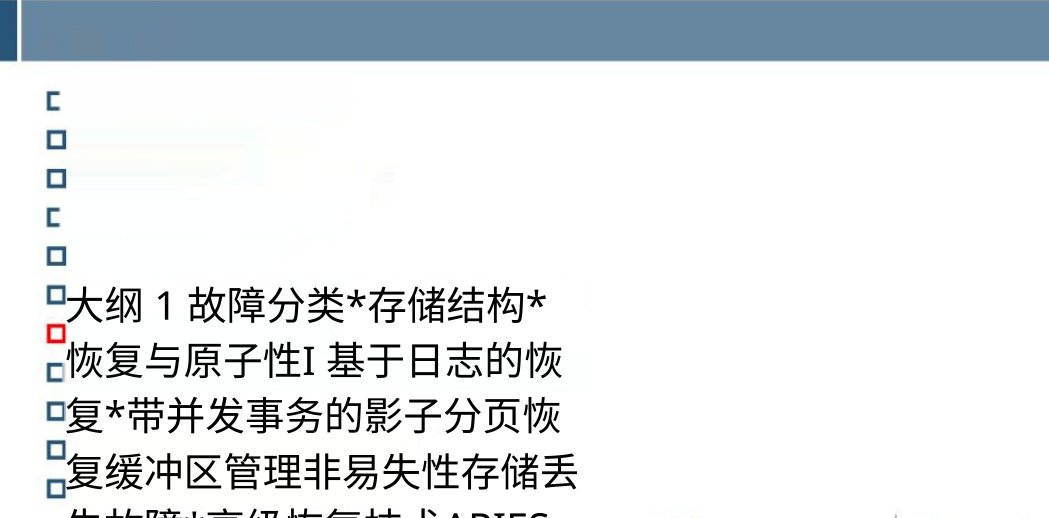 大纲 1 故障分类*存储结构*
恢复与原子性I 基于日志的恢
复*带并发事务的影子分页恢
复缓冲区管理非易失性存储丢
失故障*高级恢复技术ARIES